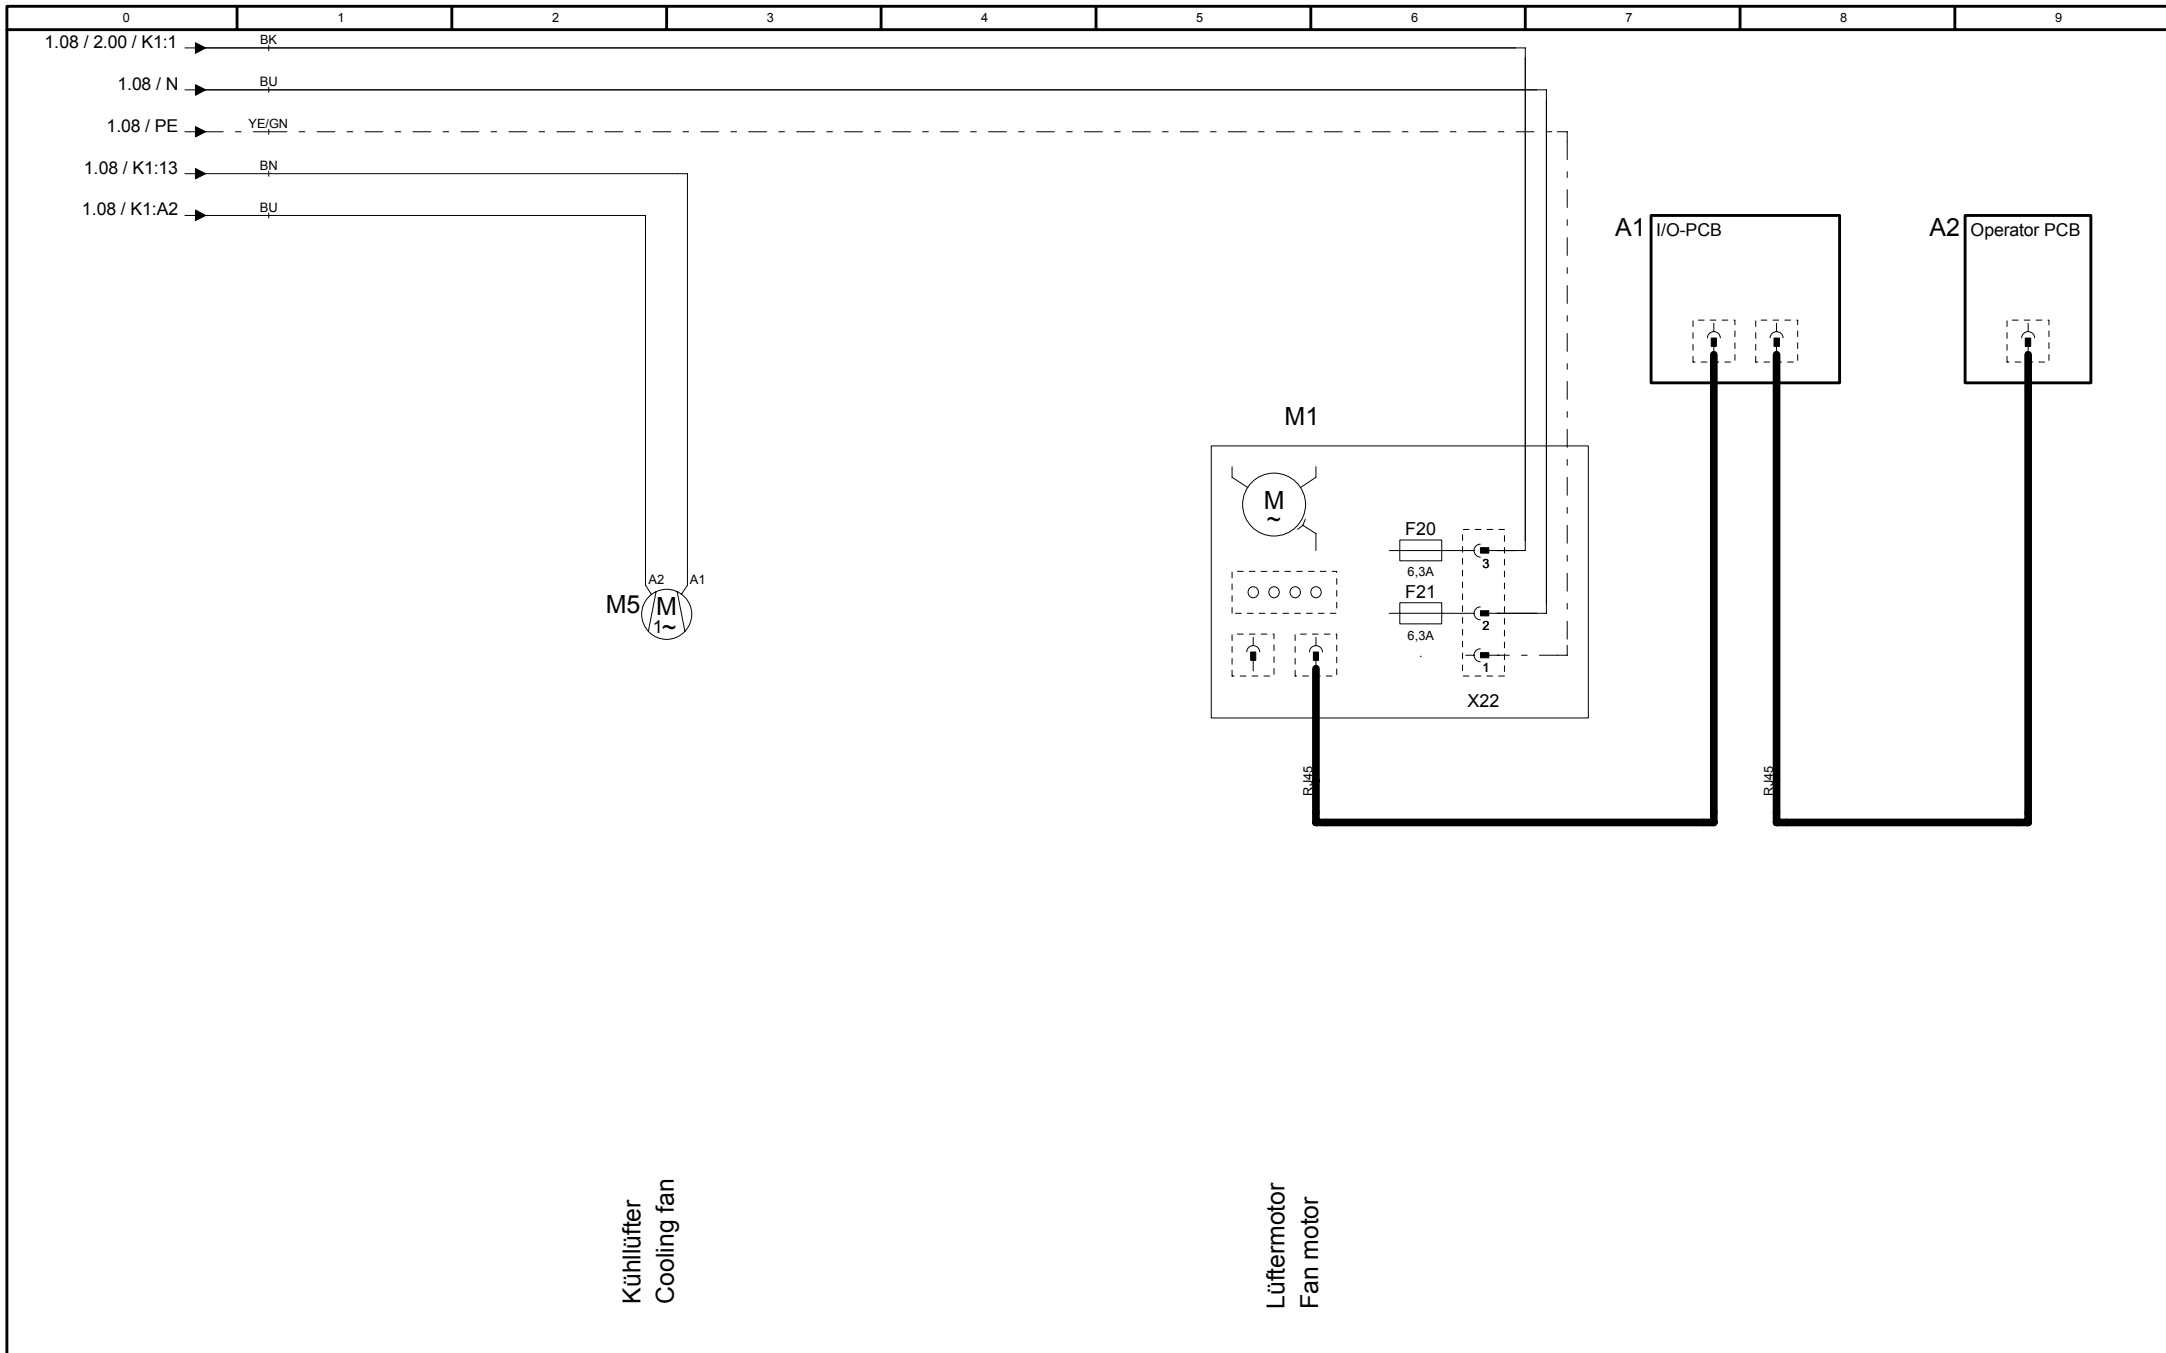 0 1 2 3 4 5 6 7 8 9
1.08 / 2.00 / K1:1 BK
1.08 / N BU
1.08 / PE YE/GN
1.08 / K1:13 BN
1.08 / K1:A2 BU
A1 I/O-PCB
A2 Operator PCB
M1
M
~
F20
6,3A
3
F21
6,3A
2
1
X22
A2 A1
M5 M
1~
RJ45
RJ45
Kühllüfter
Cooling fan
Lüftermotor
Fan motor